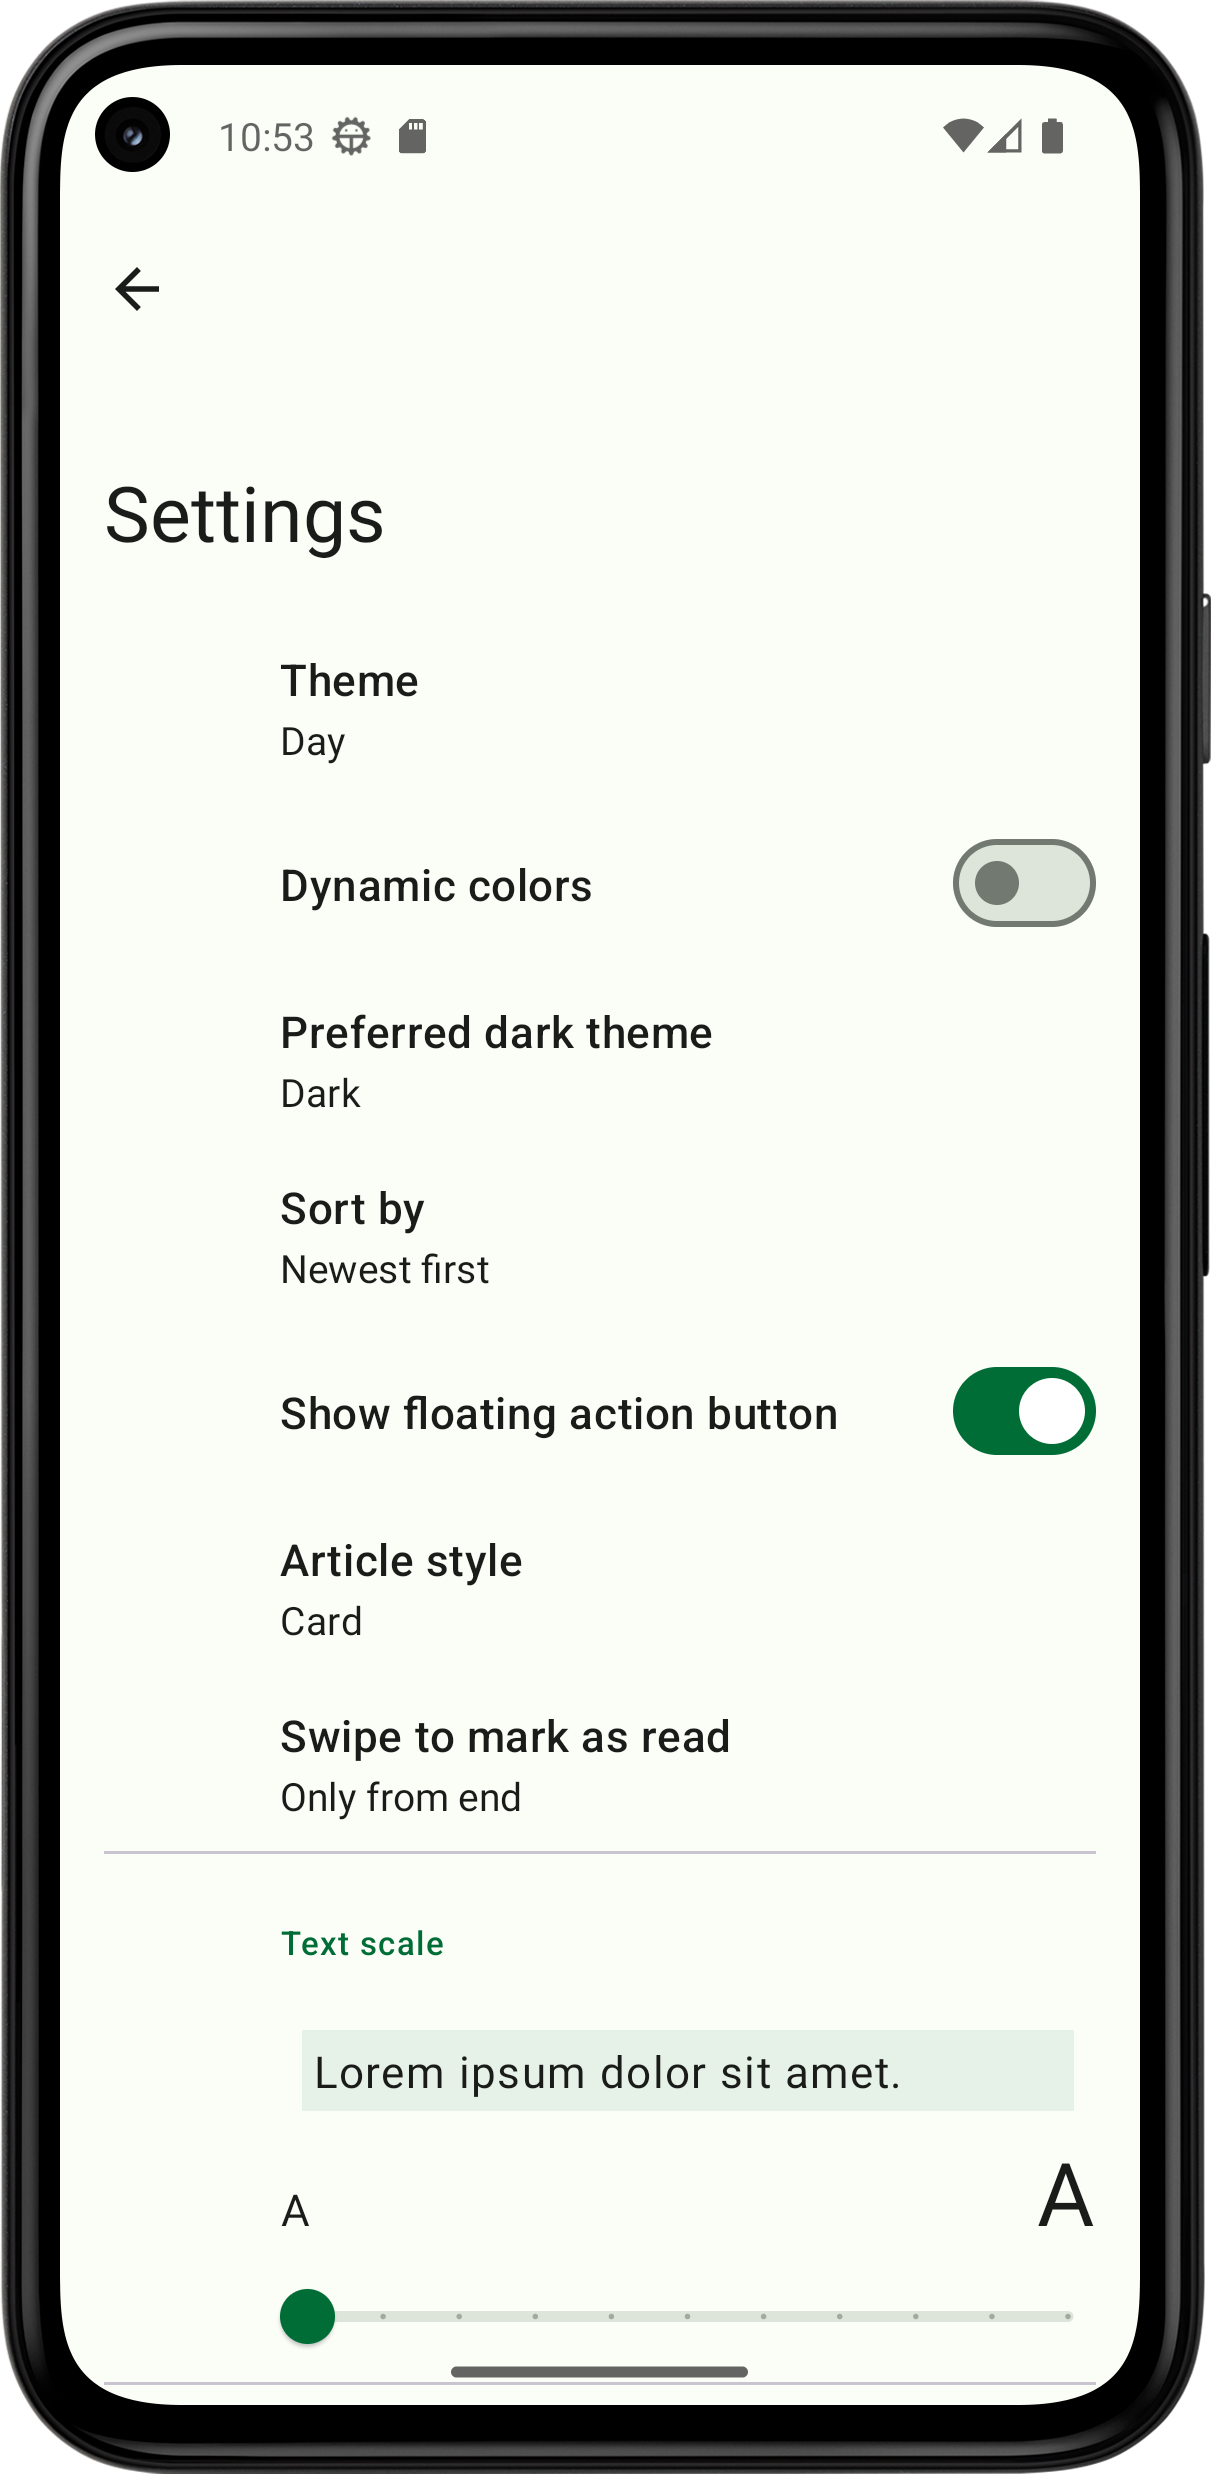 10:53
Settings
Theme
Day
Dynamic colors
Preferred dark theme
Dark
Sort by
Newest first
Show floating action button
Article style
Card
Swipe to mark as read
Only from end
Text scale
Lorem ipsum dolor sit amet.
A A